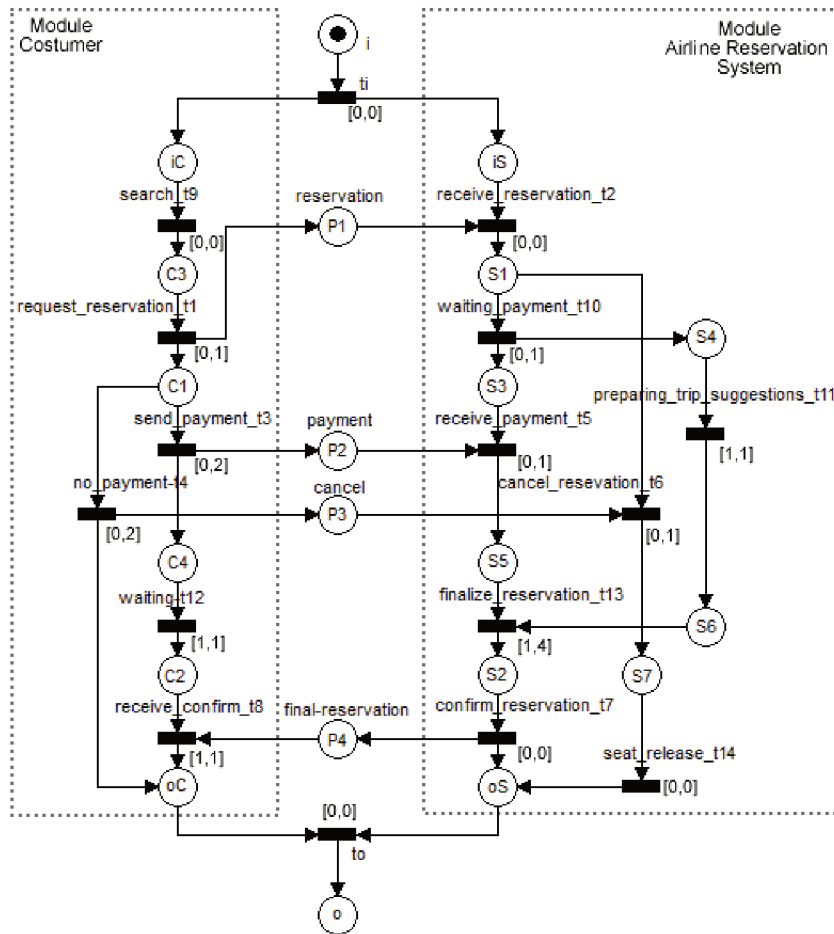 Module
Costumer
Module
Airline Reservation
System
i
ti
[0,0]
iC
iS
search_t9
reservation
receive_reservation_t2
P1
[0,0]
[0,0]
C3
S1
request_reservation_t1
waiting_payment_t10
[0,1]
[0,1]
S4
C1
S3
preparing_trip_suggestions_t11
send_payment_t3
payment
receive_payment_t5
P2
[1,1]
[0,2]
[0,1]
no_payment-t4
cancel
cancel_resevation_t6
P3
[0,2]
[0,1]
C4
S5
waiting-t12
finalize_reservation_t13
S6
[1,1]
[1,4]
C2
S2
S7
receive_confirm_t8
final-reservation
confirm_reservation_t7
P4
[1,1]
[0,0]
seat_release_t14
oC
oS
[0,0]
[0,0]
to
o